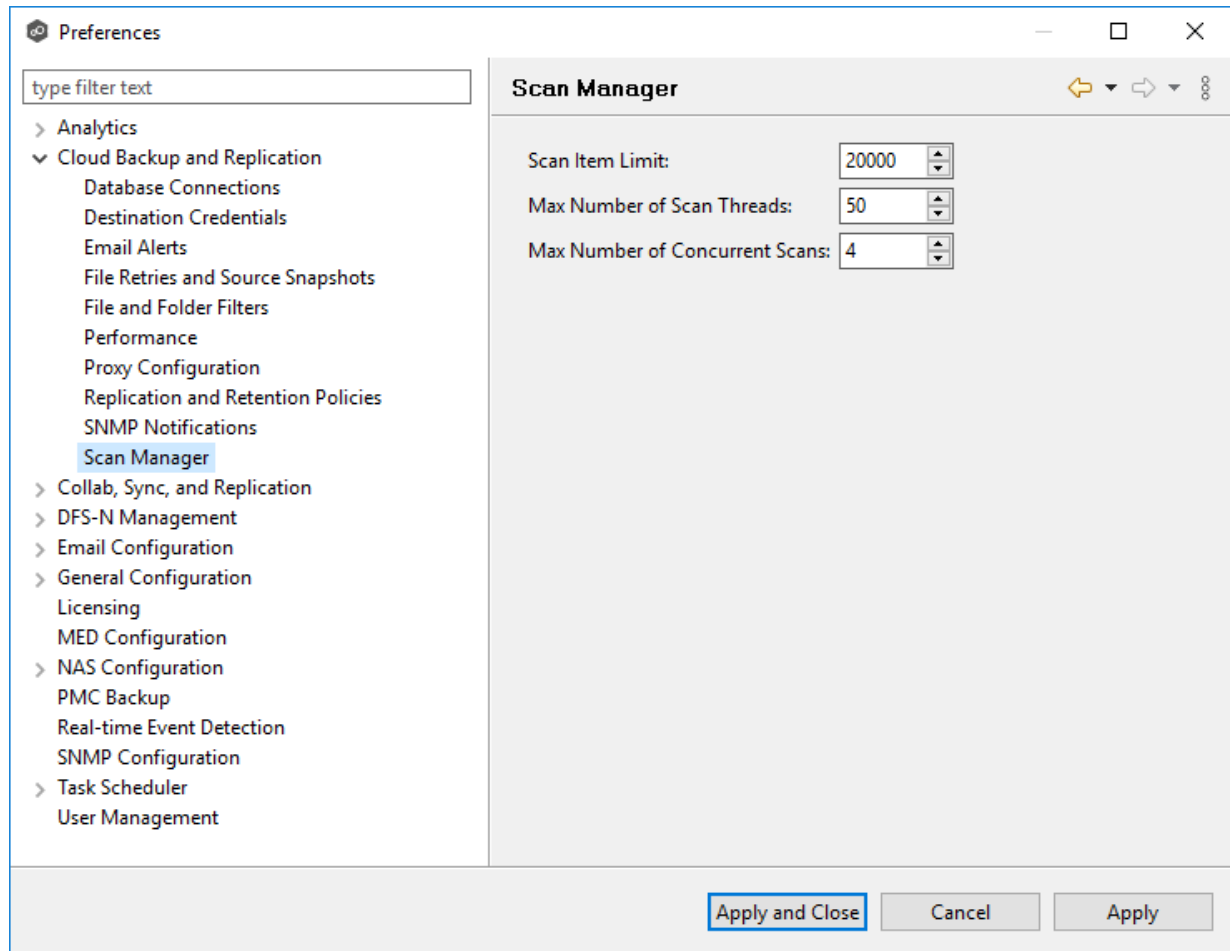 Preferences
type filter text
Analytics
Cloud Backup and Replication
Database Connections
Destination Credentials
Email Alerts
File Retries and Source Snapshots
File and Folder Filters
Performance
Proxy Configuration
Replication and Retention Policies
SNMP Notifications
Scan Manager
Collab, Sync, and Replication
DFS-N Management
Email Configuration
General Configuration
Licensing
MED Configuration
NAS Configuration
PMC Backup
Real-time Event Detection
SNMP Configuration
Task Scheduler
User Management
Scan Manager
Scan Item Limit: 20000
Max Number of Scan Threads: 50
Max Number of Concurrent Scans: 4
Apply and Close Cancel Apply